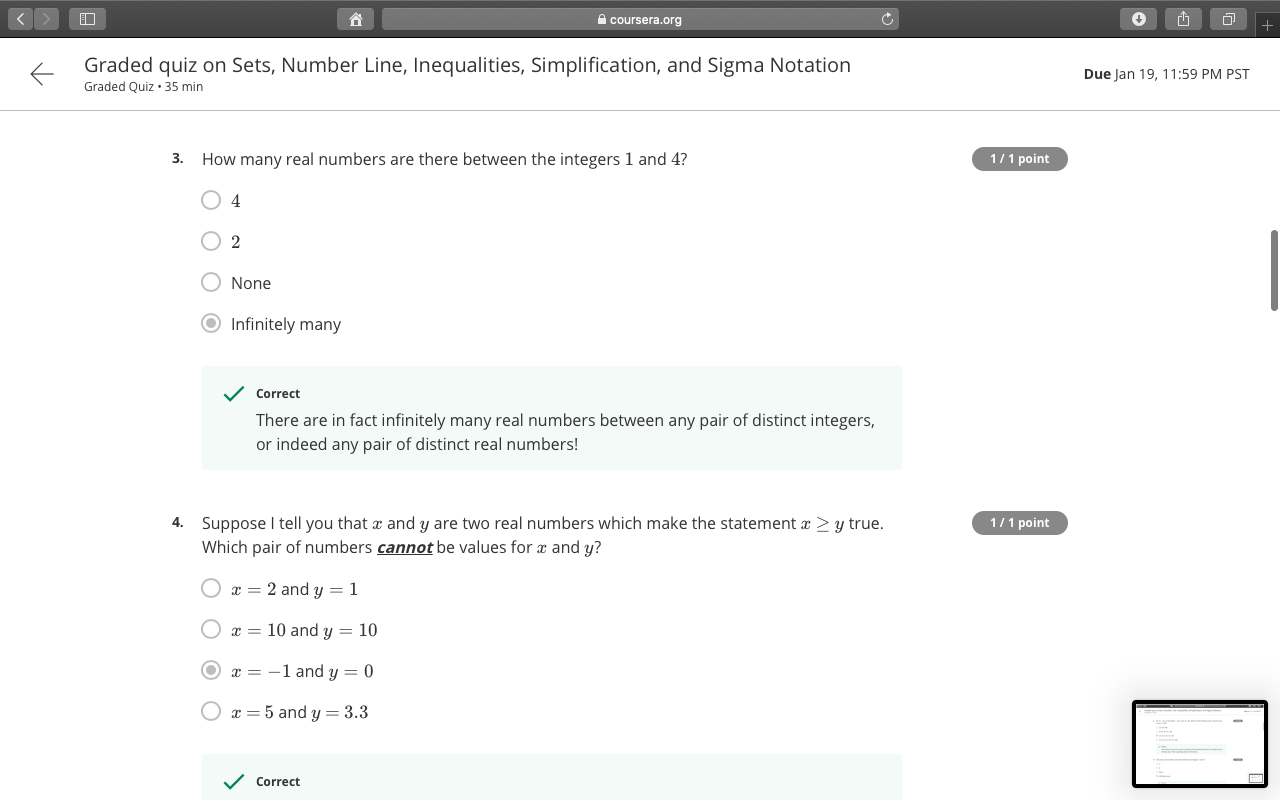 coursera.org
Graded quiz on Sets, Number Line, Inequalities, Simplification, and Sigma Notation
Graded Quiz • 35 min
Due Jan 19, 11:59 PM PST
3. How many real numbers are there between the integers 1 and 4?
1 / 1 point
4
2
None
Infinitely many
Correct
There are in fact infinitely many real numbers between any pair of distinct integers,
or indeed any pair of distinct real numbers!
4. Suppose I tell you that x and y are two real numbers which make the statement x ≥ y true.
1 / 1 point
Which pair of numbers cannot be values for x and y?
x = 2 and y = 1
x = 10 and y = 10
x = −1 and y = 0
x = 5 and y = 3.3
Correct